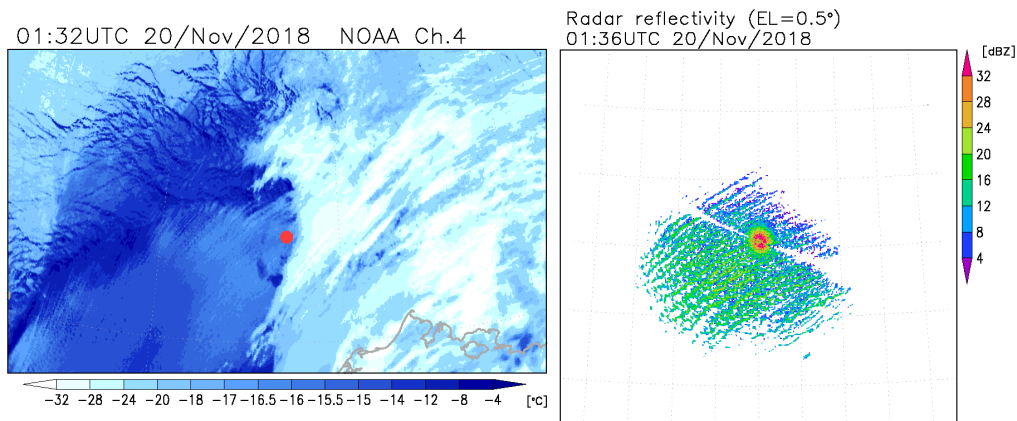 01:32UTC 20/Nov/2018 NOAA Ch.4
−32 −28 −24 −20 −18 −17 −16.5 −16 −15.5 −15 −14 −12 −8 −4 [℃]
Radar reflectivity (EL=0.5°)
01:36UTC 20/Nov/2018
[dBZ]
32
28
24
20
16
12
8
4